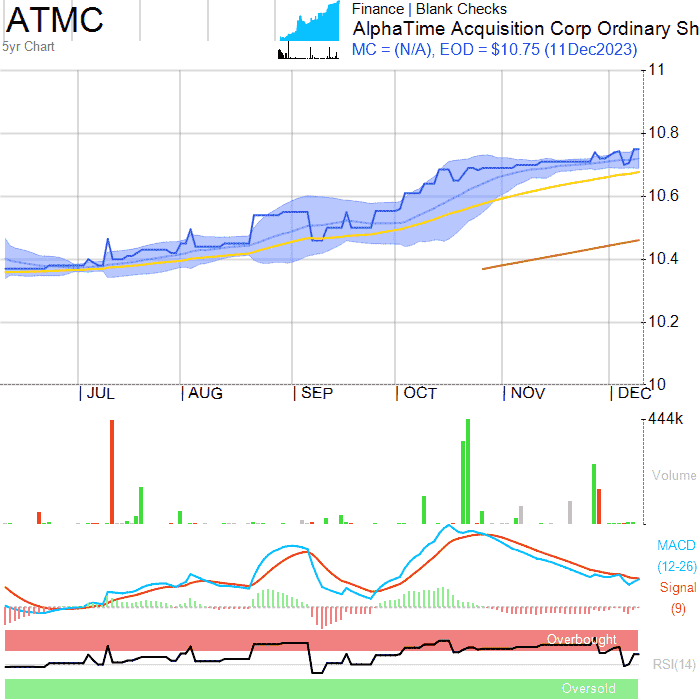 ATMC
5yr Chart
Finance | Blank Checks
AlphaTime Acquisition Corp Ordinary Sh
MC = (N/A), EOD = $10.75 (11Dec2023)
11
10.8
10.6
10.4
10.2
10
| JUL | AUG | SEP | OCT | NOV | DEC
444k
Volume
MACD
(12-26)
Signal
(9)
Overbought
RSI(14)
Oversold